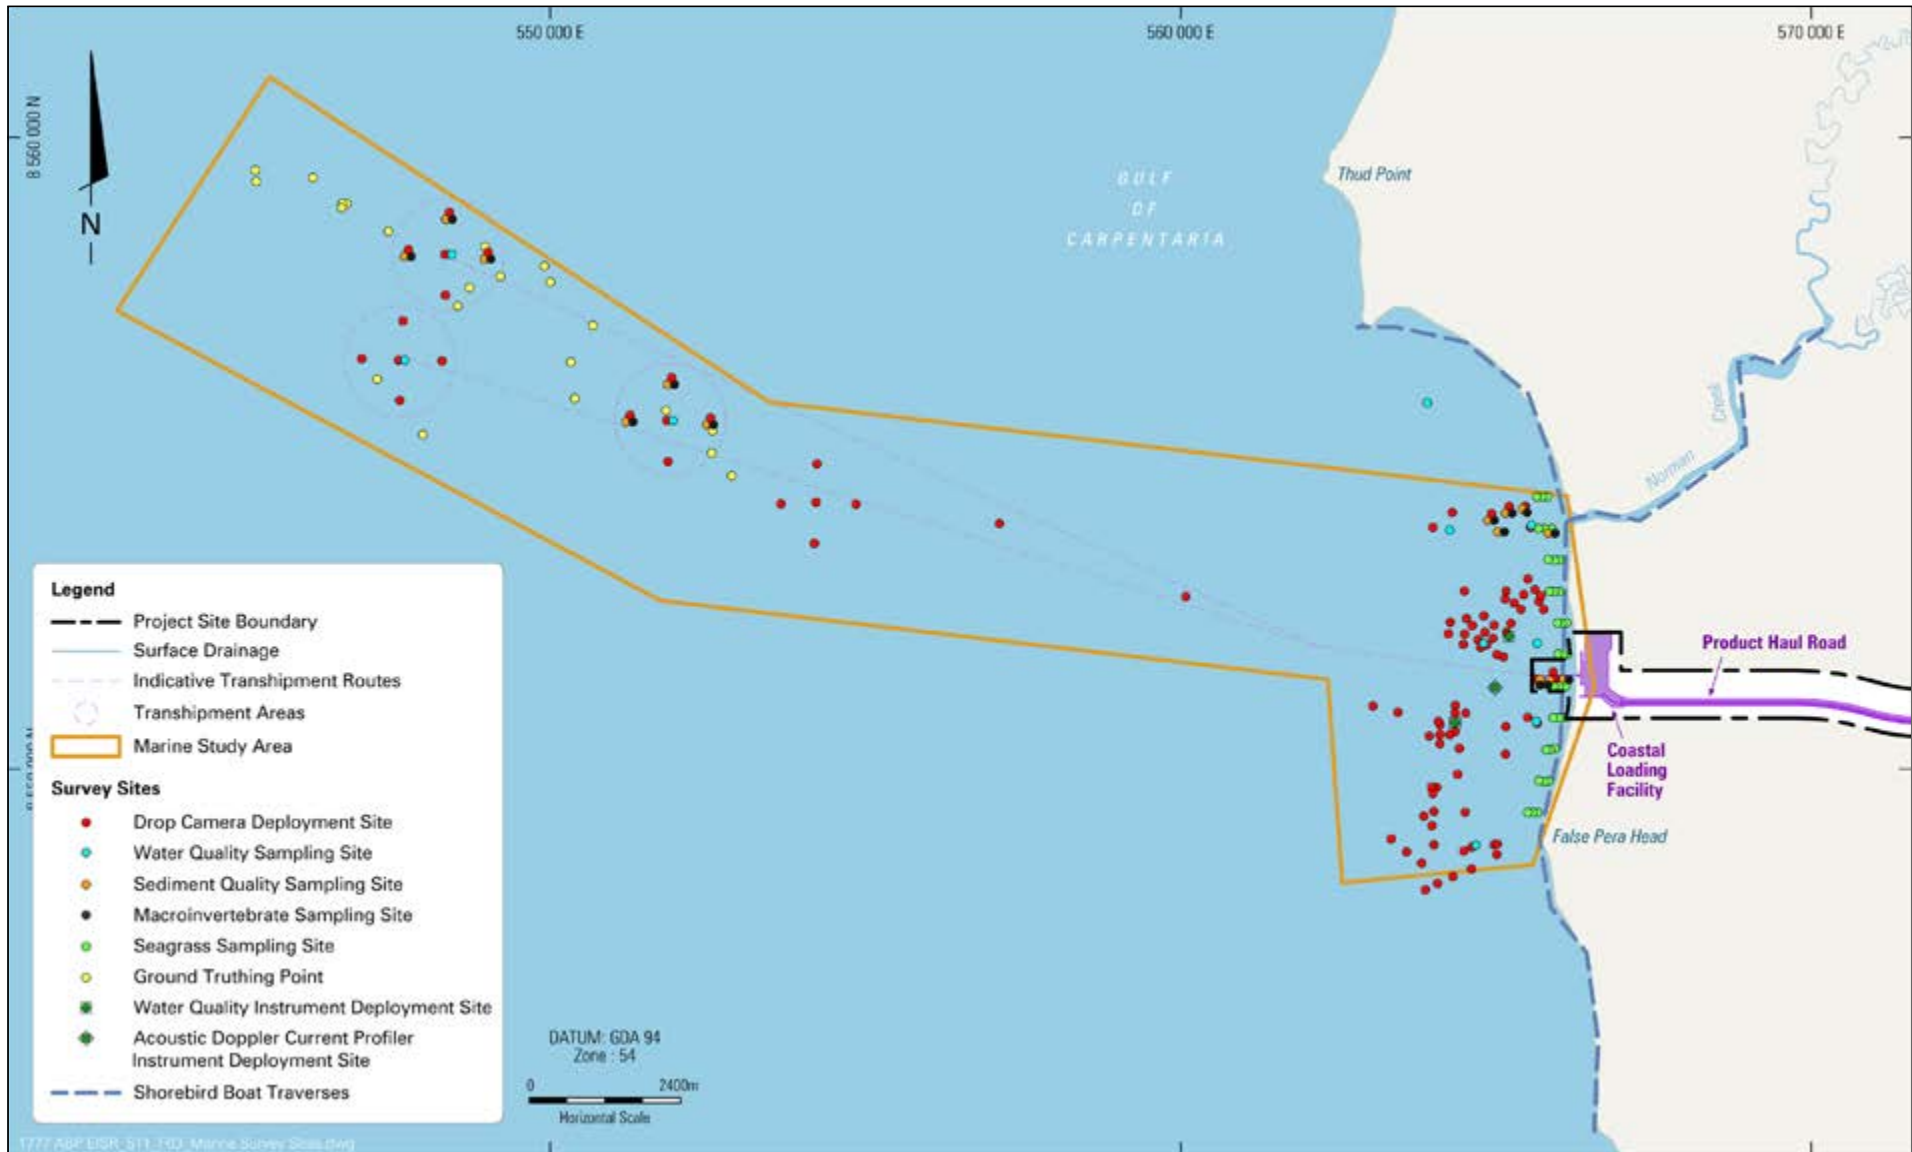 550 000 E
560 000 E
570 000 E
8 560 000 N
N
GULF
OF
CARPENTARIA
Thud Point
Norman
Creek
Product Haul Road
Coastal
Loading
Facility
False Pera Head
Legend
Project Site Boundary
Surface Drainage
Indicative Transhipment Routes
Transhipment Areas
Marine Study Area
Survey Sites
Drop Camera Deployment Site
Water Quality Sampling Site
Sediment Quality Sampling Site
Macroinvertebrate Sampling Site
Seagrass Sampling Site
Ground Truthing Point
Water Quality Instrument Deployment Site
Acoustic Doppler Current Profiler
Instrument Deployment Site
Shorebird Boat Traverses
DATUM: GDA 94
Zone : 54
0 2400m
Horizontal Scale